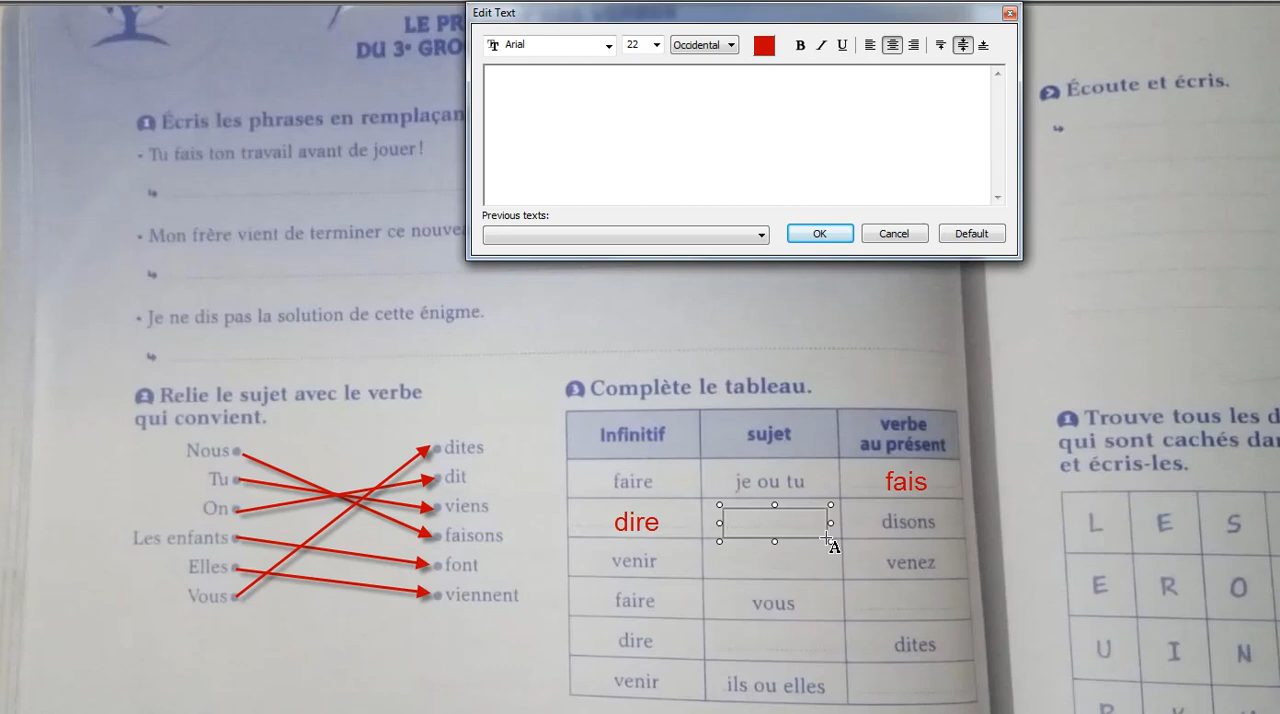 LE PR
DU 3e GRO
Edit Text
Arial
22
Occidental
B I U
Previous texts:
OK
Cancel
Default
1 Écris les phrases en remplaçan
• Tu fais ton travail avant de jouer !
• Mon frère vient de terminer ce nouve
• Je ne dis pas la solution de cette énigme.
2 Relie le sujet avec le verbe
qui convient.
Nous
Tu
On
Les enfants
Elles
Vous
dites
dit
viens
faisons
font
viennent
3 Complète le tableau.
Infinitif sujet verbe au présent
faire je ou tu fais
dire disons
venir venez
faire vous
dire dites
venir ils ou elles
Écoute et écris.
1 Trouve tous les d
qui sont cachés da
et écris-les.
L E S
E R O
U I N